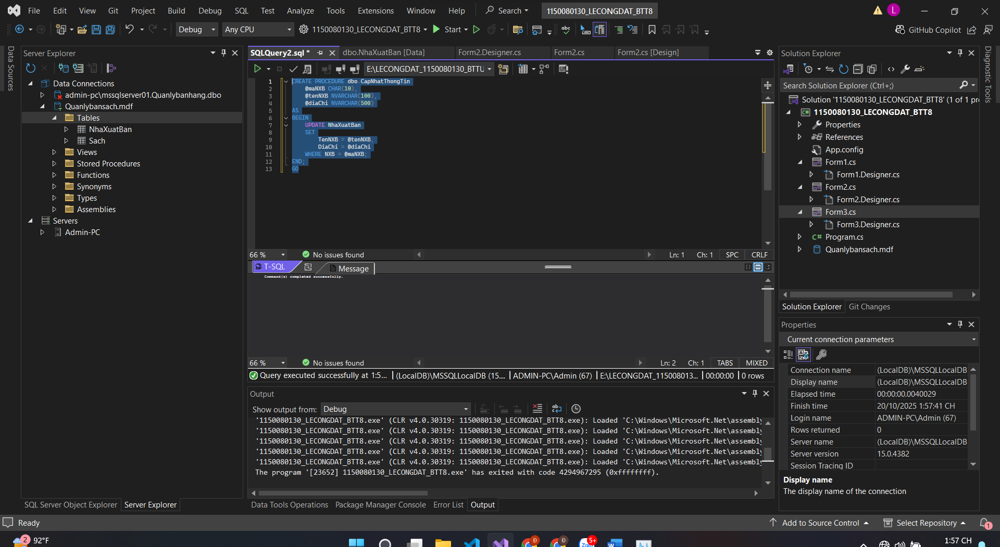 File Edit View Git Project Build Debug SQL Test Analyze Tools Extensions Window Help Search 1150080130_LECONGDAT_BTT8 L
Debug Any CPU 1150080130_LECONGDAT_BTT8 Start GitHub Copilot
Data Sources
Server Explorer
Data Connections
admin-pc\mssqlserver01.Quanlybanhang.dbo
Quanlybansach.mdf
Tables
NhaXuatBan
Sach
Views
Stored Procedures
Functions
Synonyms
Types
Assemblies
Servers
Admin-PC
SQL Server Object Explorer Server Explorer
SQLQuery2.sql * dbo.NhaXuatBan [Data] Form2.Designer.cs Form2.cs Form2.cs [Design]
E:\LECONGDAT_1150080130_BTTU
1 CREATE PROCEDURE dbo.CapNhatThongTin
2 @maNXB CHAR(10),
3 @tenNXB NVARCHAR(100),
4 @diaChi NVARCHAR(500)
5 AS
6 BEGIN
7 UPDATE NhaXuatBan
8 SET
9 TenNXB = @tenNXB,
10 DiaChi = @diaChi
11 WHERE NXB = @maNXB;
12 END;
13 GO
66 % No issues found Ln: 1 Ch: 1 SPC CRLF
T-SQL Message
Command(s) completed successfully.
66 % No issues found Ln: 2 Ch: 1 TABS MIXED
Query executed successfully at 1:5... (LocalDB)\MSSQLLocalDB (15.... ADMIN-PC\Admin (67) E:\LECONGDAT_115008013... 00:00:00 0 rows
Output
Show output from: Debug
'1150080130_LECONGDAT_BTT8.exe' (CLR v4.0.30319: 1150080130_LECONGDAT_BTT8.exe): Loaded 'C:\Windows\Microsoft.Net\assembly
'1150080130_LECONGDAT_BTT8.exe' (CLR v4.0.30319: 1150080130_LECONGDAT_BTT8.exe): Loaded 'C:\Windows\Microsoft.Net\assembly
'1150080130_LECONGDAT_BTT8.exe' (CLR v4.0.30319: 1150080130_LECONGDAT_BTT8.exe): Loaded 'C:\Windows\Microsoft.Net\assembly
'1150080130_LECONGDAT_BTT8.exe' (CLR v4.0.30319: 1150080130_LECONGDAT_BTT8.exe): Loaded 'C:\Windows\Microsoft.Net\assembly
'1150080130_LECONGDAT_BTT8.exe' (CLR v4.0.30319: 1150080130_LECONGDAT_BTT8.exe): Loaded 'C:\Windows\Microsoft.Net\assembly
The program '[23652] 1150080130_LECONGDAT_BTT8.exe' has exited with code 4294967295 (0xffffffff).
Data Tools Operations Package Manager Console Error List Output
Solution Explorer
Search Solution Explorer (Ctrl+;)
Solution '1150080130_LECONGDAT_BTT8' (1 of 1 pr
1150080130_LECONGDAT_BTT8
Properties
References
App.config
Form1.cs
Form1.Designer.cs
Form2.cs
Form2.Designer.cs
Form3.cs
Form3.Designer.cs
C# Program.cs
Quanlybansach.mdf
Solution Explorer Git Changes
Properties
Current connection parameters
Connection name (LocalDB)\MSSQLLocalDB
Display name (LocalDB)\MSSQLLocalDB
Elapsed time 00:00:00.0040029
Finish time 20/10/2025 1:57:41 CH
Login name ADMIN-PC\Admin (67)
Rows returned 0
Server name (LocalDB)\MSSQLLocalDB
Server version 15.0.4382
Session Tracing ID
Display name
The display name of the connection
Diagnostic Tools
Ready Add to Source Control Select Repository 1
2 92°F Đ Đ Zalo 5+ W 1:57 CH